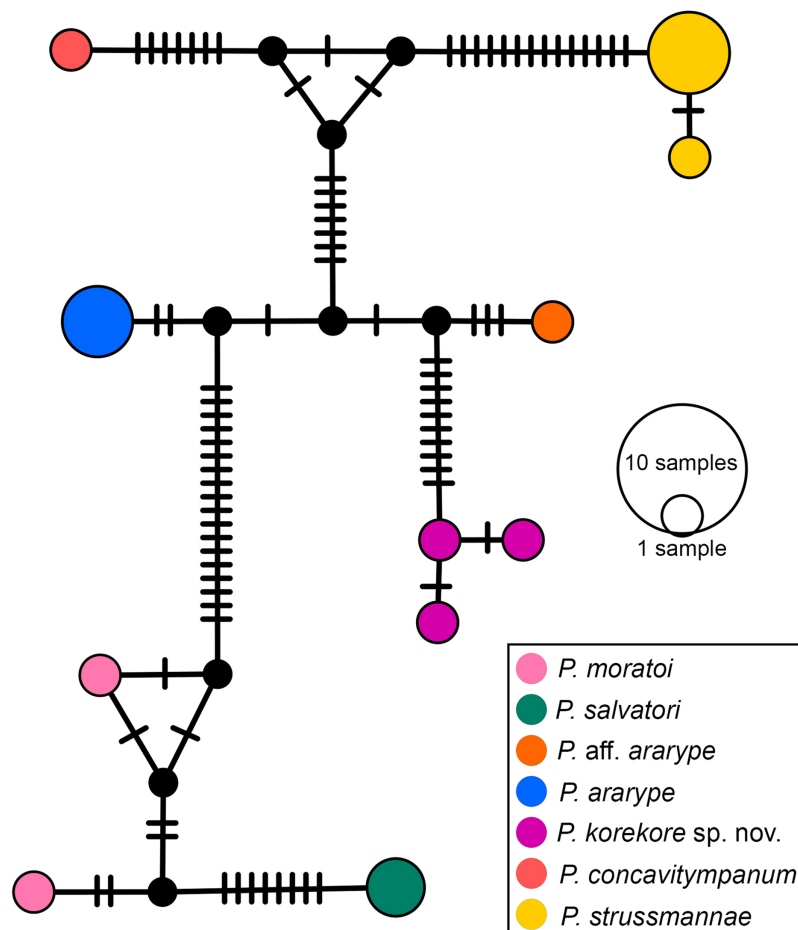 10 samples
1 sample
P. moratoi
P. salvatori
P. aff. ararype
P. ararype
P. korekore sp. nov.
P. concavitympanum
P. strussmannae